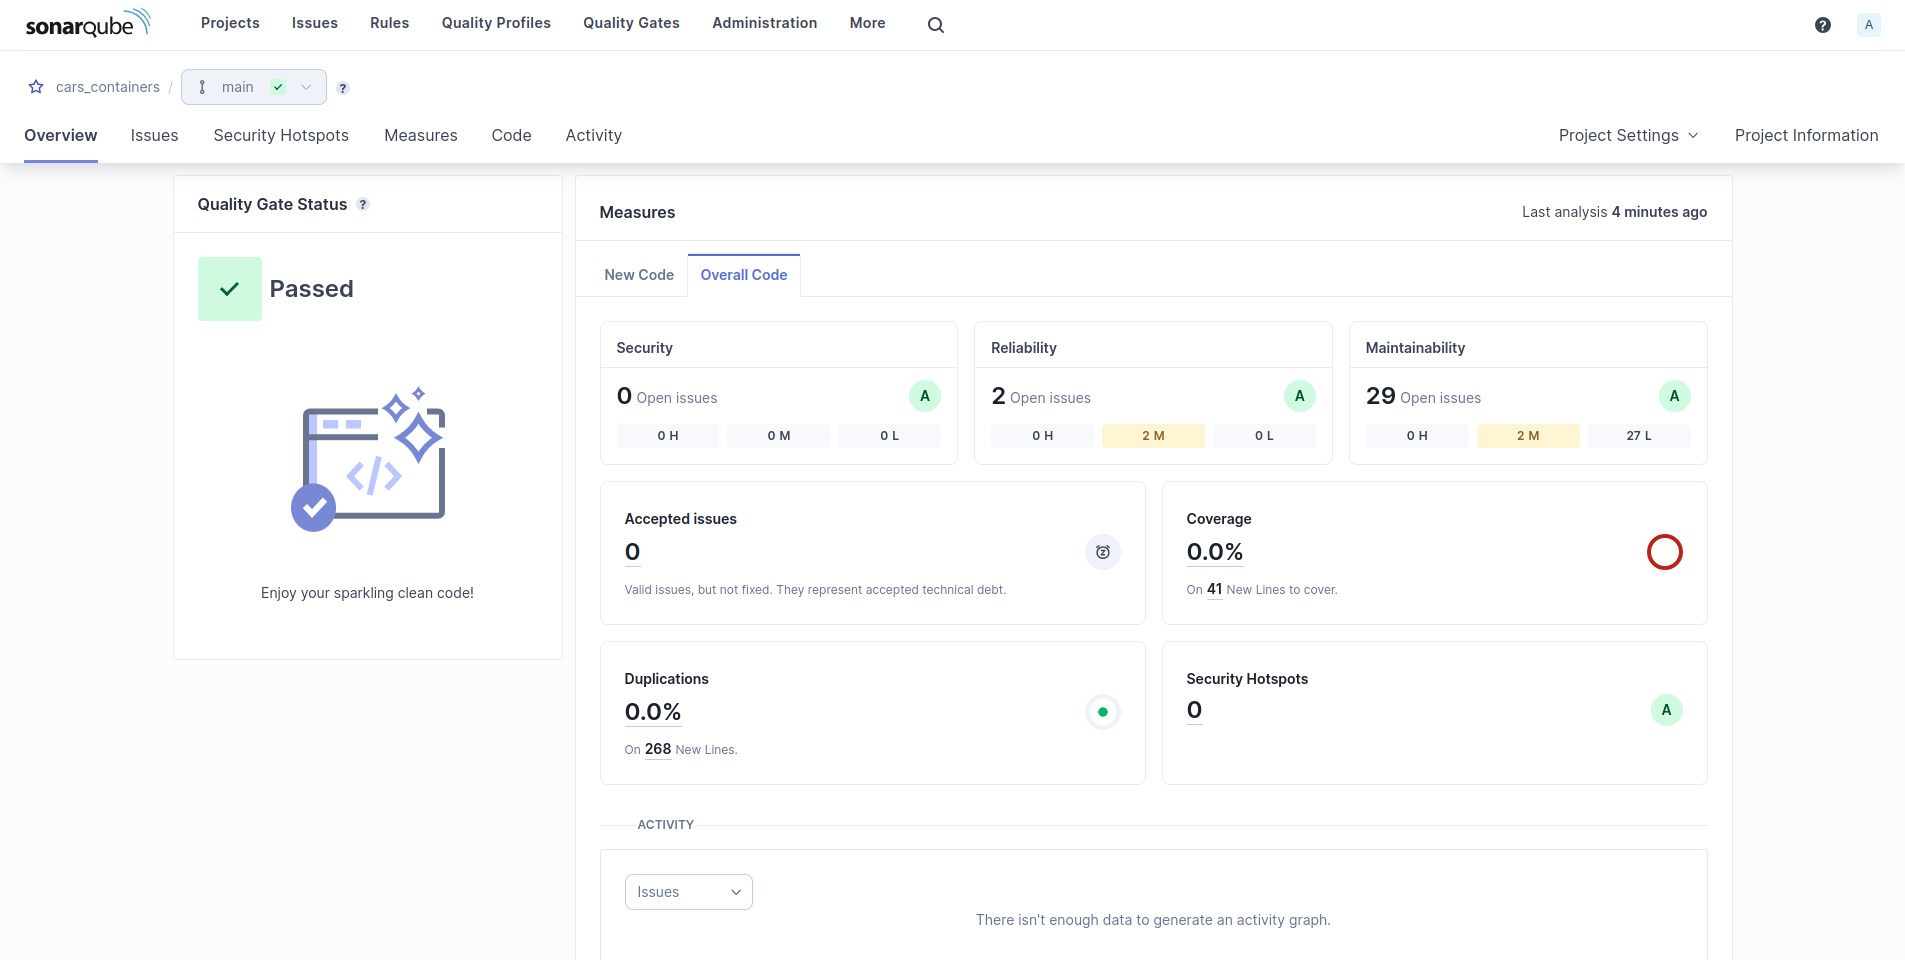 sonarqube Projects Issues Rules Quality Profiles Quality Gates Administration More ? A
cars_containers / main ?
Overview Issues Security Hotspots Measures Code Activity Project Settings Project Information
Quality Gate Status ?
Passed
</>
Enjoy your sparkling clean code!
Measures Last analysis 4 minutes ago
New Code Overall Code
Security
0 Open issues A
0 H 0 M 0 L
Reliability
2 Open issues A
0 H 2 M 0 L
Maintainability
29 Open issues A
0 H 2 M 27 L
Accepted issues
0
Valid issues, but not fixed. They represent accepted technical debt.
Coverage
0.0%
On 41 New Lines to cover.
Duplications
0.0%
On 268 New Lines.
Security Hotspots
0 A
ACTIVITY
Issues
There isn't enough data to generate an activity graph.